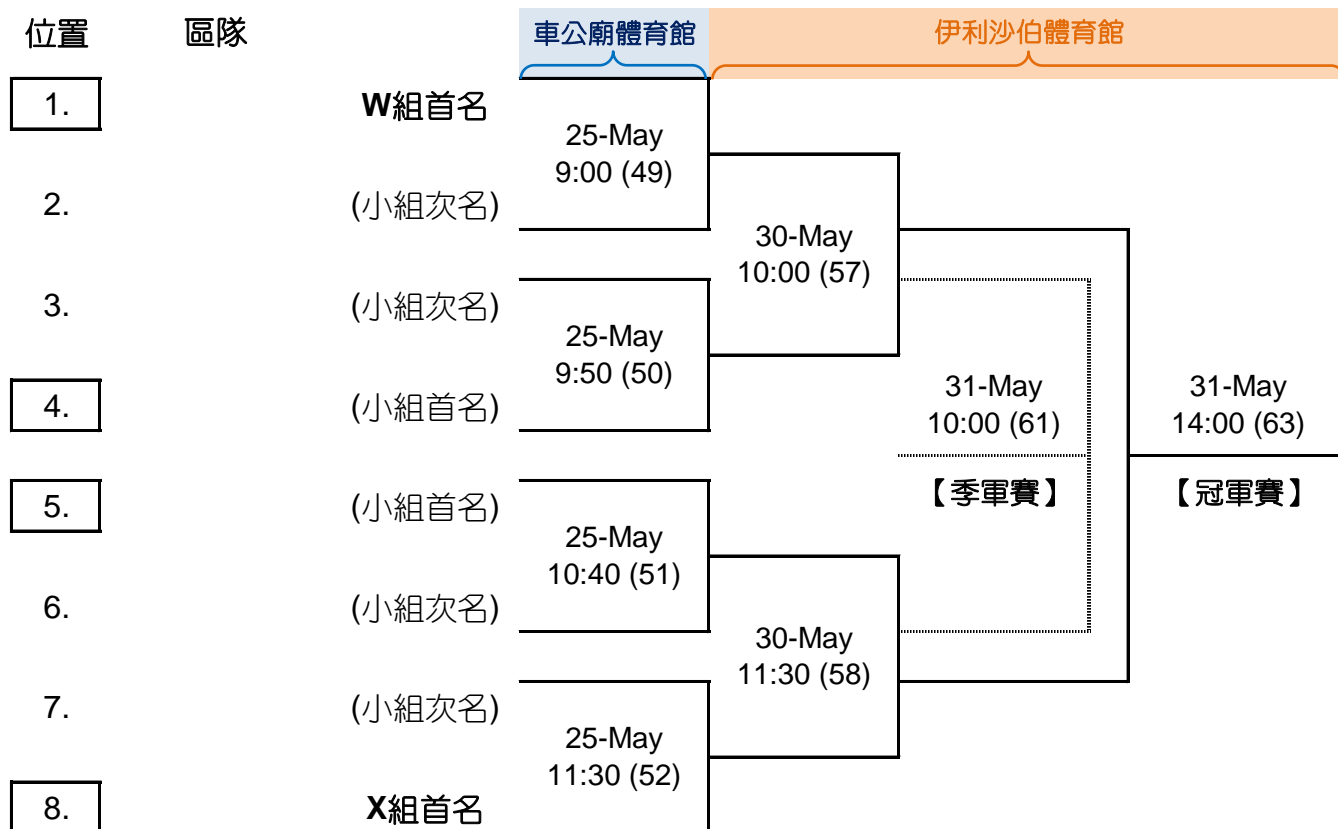 位置 區隊 車公廟體育館 伊利沙伯體育館
1. W組首名
25-May
9:00 (49)
2. (小組次名)
30-May
10:00 (57)
3. (小組次名)
25-May
9:50 (50)
4. (小組首名)
31-May
10:00 (61)
【季軍賽】
31-May
14:00 (63)
【冠軍賽】
5. (小組首名)
25-May
10:40 (51)
6. (小組次名)
30-May
11:30 (58)
7. (小組次名)
25-May
11:30 (52)
8. X組首名